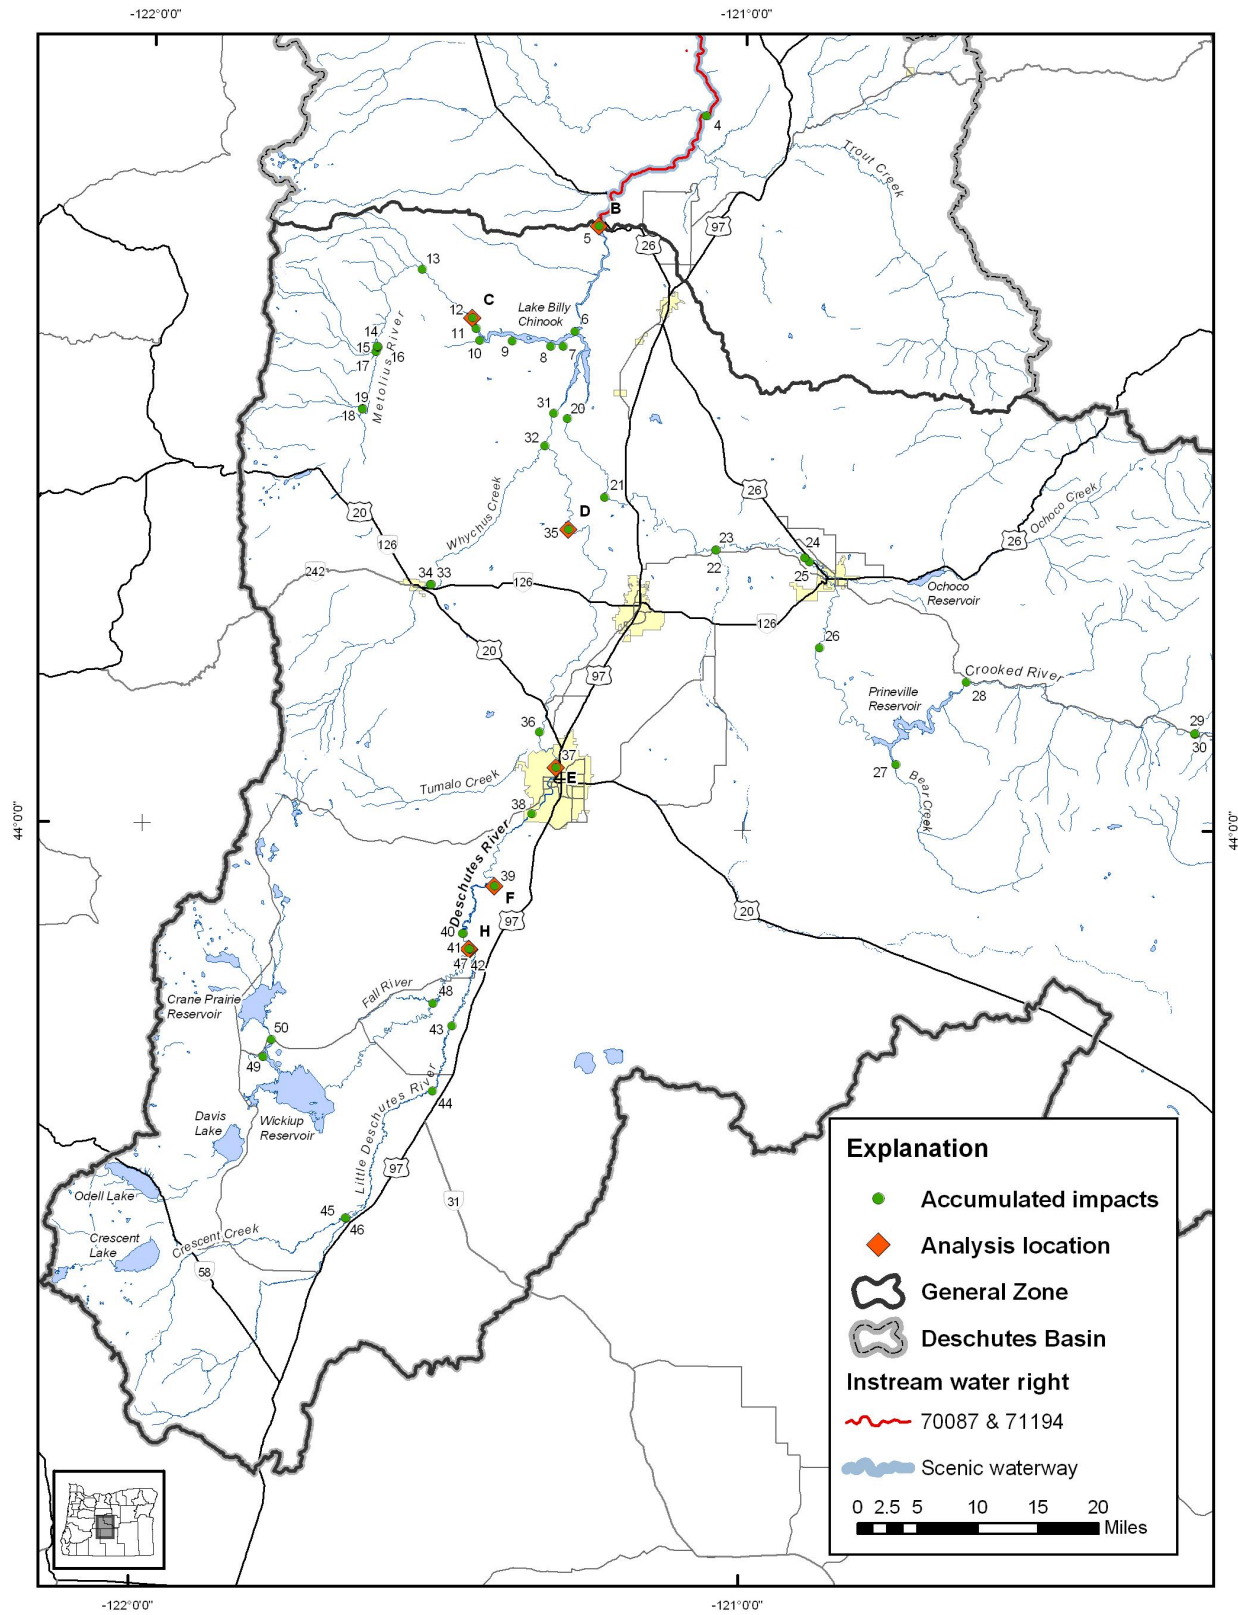 -122°0'0"
-121°0'0"
4
Trout Creek
B
5
97
26
13
C
12
Lake Billy
Chinook
6
11
10
9
8
7
14
15
16
17
Metolius River
19
18
31
20
32
21
26
D
35
Whychus Creek
20
126
Ochoco Creek
26
23
22
24
25
242
34
33
126
Ochoco
Reservoir
126
26
20
97
Crooked River
28
Prineville
Reservoir
29
30
36
37
E
27
Bear Creek
Tumalo Creek
38
44°0'0"
44°0'0"
Deschutes River
39
F
97
20
40
H
41
47
42
Fall River
48
Crane Prairie
Reservoir
50
43
49
44
Davis
Lake
Wickiup
Reservoir
Little Deschutes River
97
31
Odell Lake
45
46
Crescent
Lake
Crescent Creek
58
Explanation
Accumulated impacts
Analysis location
General Zone
Deschutes Basin
Instream water right
70087 & 71194
Scenic waterway
0 2.5 5 10 15 20
Miles
-122°0'0"
-121°0'0"